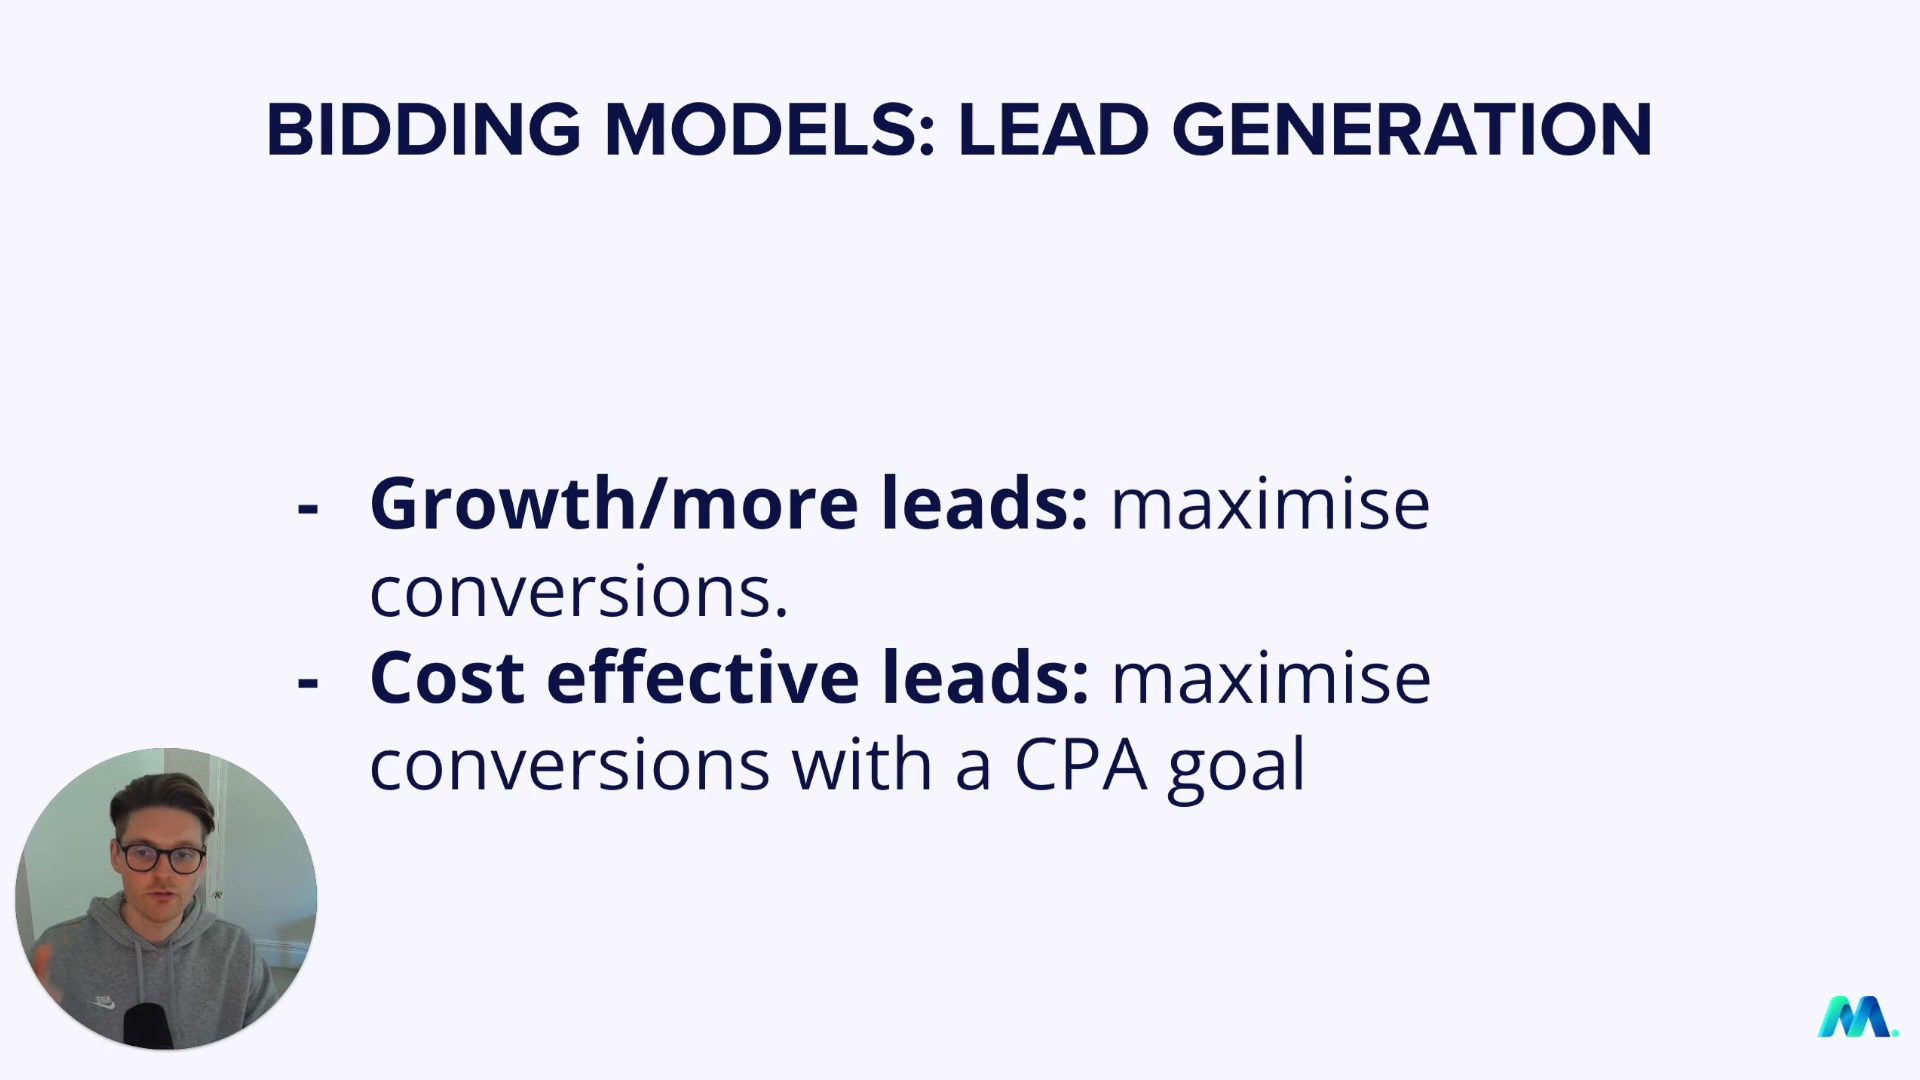 BIDDING MODELS: LEAD GENERATION
- Growth/more leads: maximise
conversions.
- Cost effective leads: maximise
conversions with a CPA goal
M.